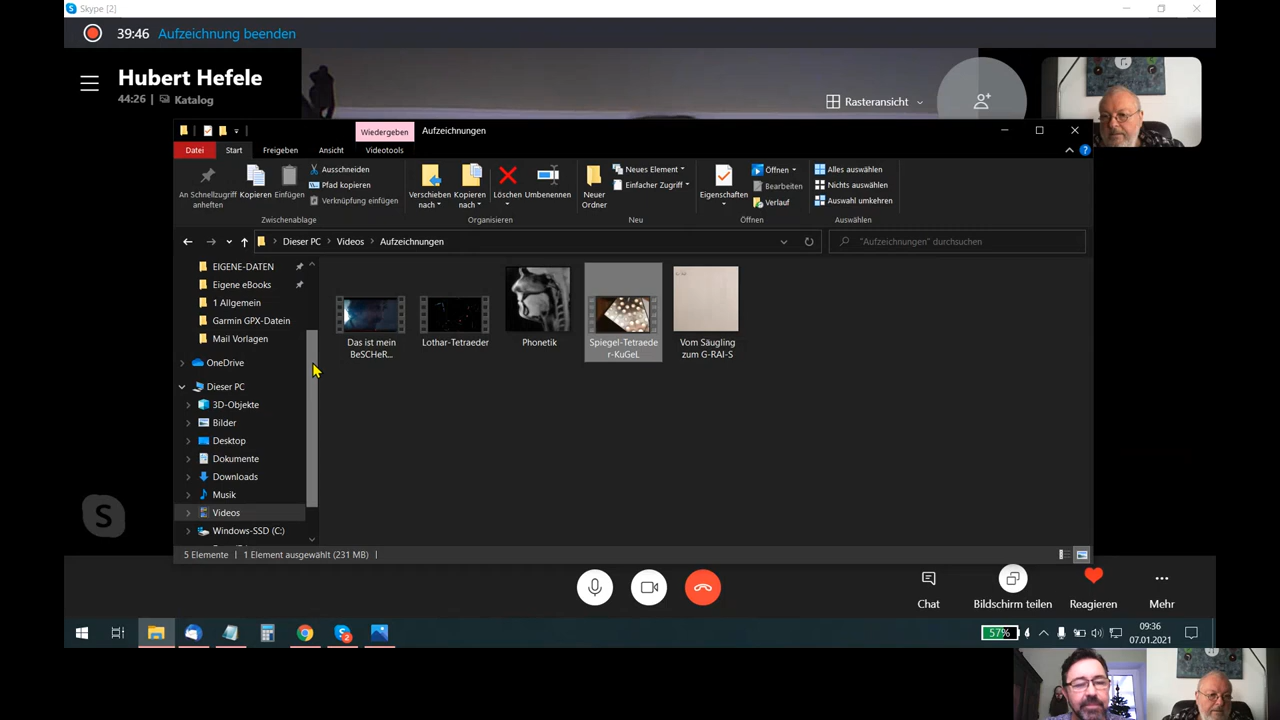 Skype [2]
39:46 Aufzeichnung beenden
Hubert Hefele
44:26 | Katalog
Rasteransicht
Wiedergeben Aufzeichnungen
Datei Start Freigeben Ansicht Videotools
An Schnellzugriff anheften
Kopieren
Einfügen
Ausschneiden
Pfad kopieren
Verknüpfung einfügen
Zwischenablage
Verschieben nach
Kopieren nach
Löschen
Umbenennen
Organisieren
Neuer Ordner
Neues Element
Einfacher Zugriff
Neu
Eigenschaften
Öffnen
Bearbeiten
Verlauf
Öffnen
Alles auswählen
Nichts auswählen
Auswahl umkehren
Auswählen
Dieser PC > Videos > Aufzeichnungen
"Aufzeichnungen" durchsuchen
EIGENE-DATEN
Eigene eBooks
1 Allgemein
Garmin GPX-Datein
Mail Vorlagen
OneDrive
Dieser PC
3D-Objekte
Bilder
Desktop
Dokumente
Downloads
Musik
Videos
Windows-SSD (C:)
Das ist mein BeSCHeR...
Lothar-Tetraeder
Phonetik
Spiegel-Tetraede
r-KuGeL
Vom Säugling
zum G-RAI-S
5 Elemente | 1 Element ausgewählt (231 MB) |
S
Chat
Bildschirm teilen
Reagieren
Mehr
57%
09:36
07.01.2021